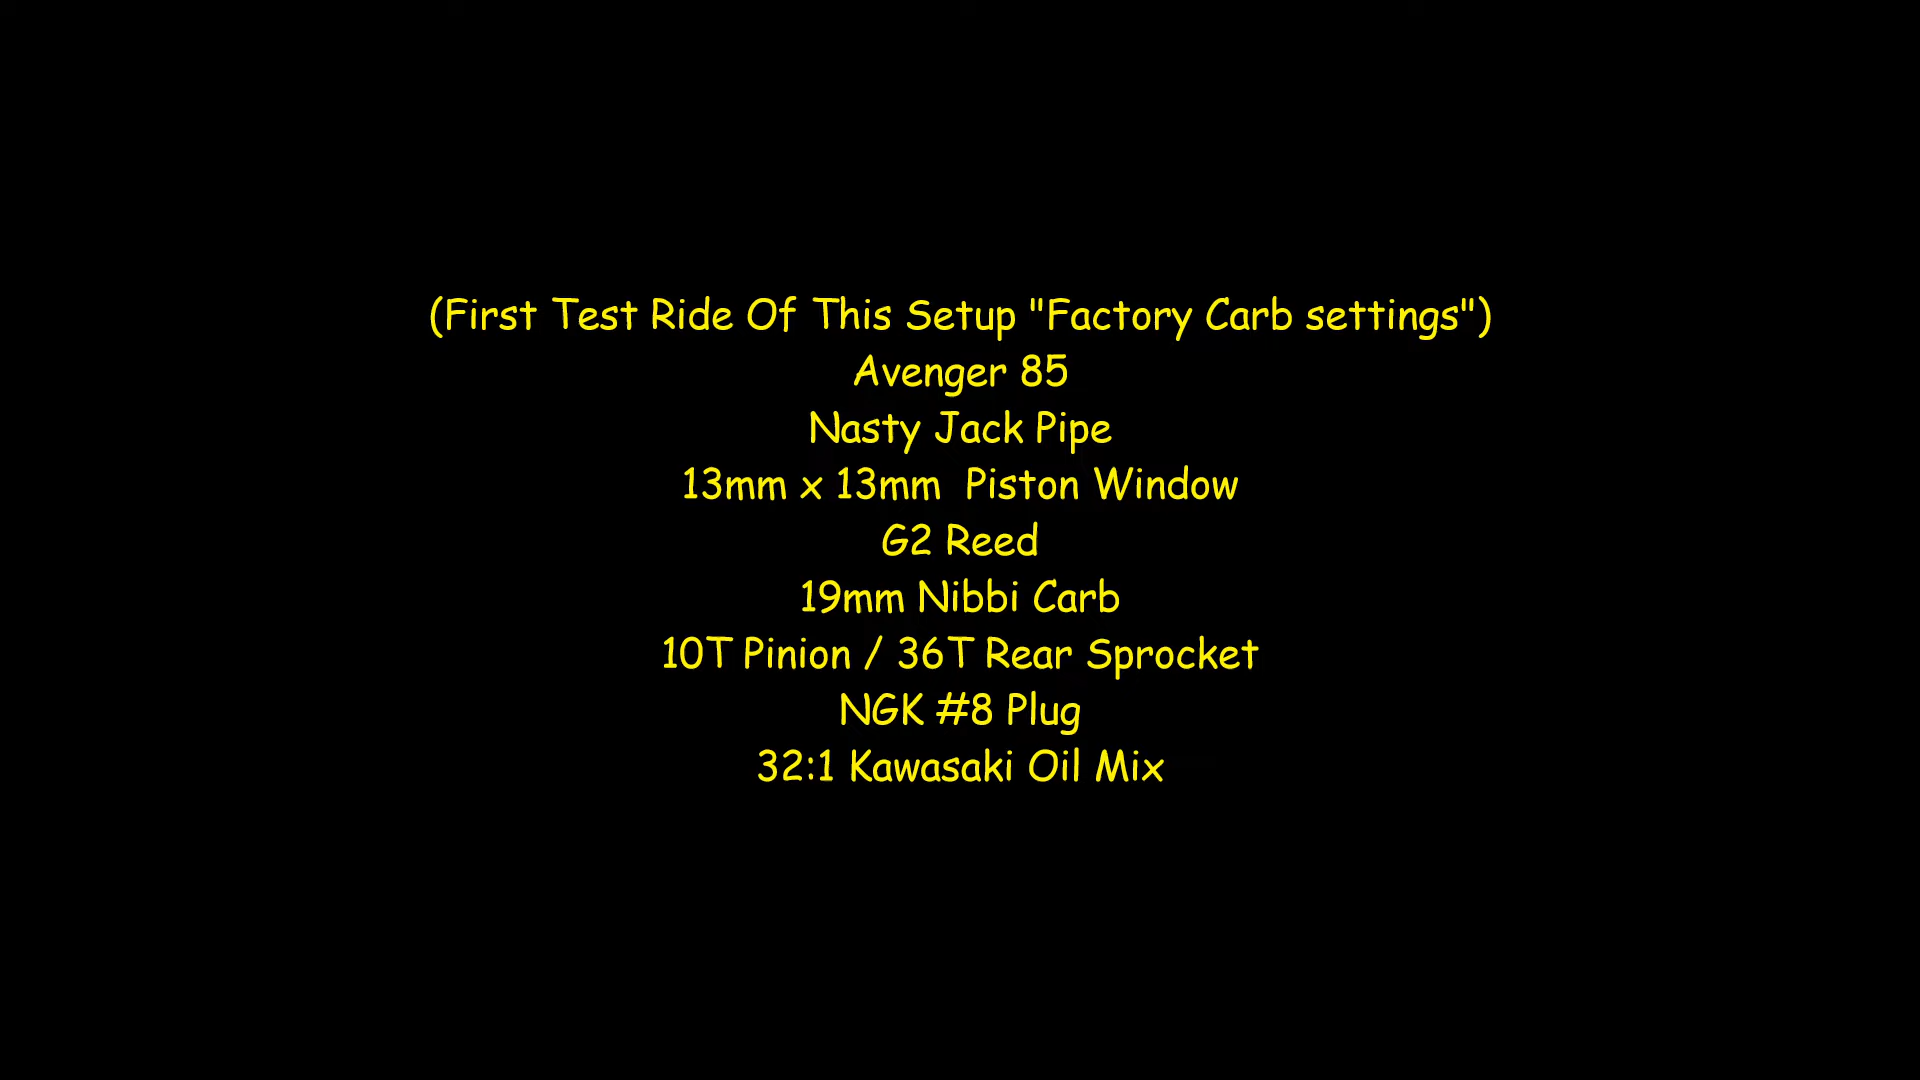 (First Test Ride Of This Setup "Factory Carb settings")
Avenger 85
Nasty Jack Pipe
13mm x 13mm  Piston Window
G2 Reed
19mm Nibbi Carb
10T Pinion / 36T Rear Sprocket
NGK #8 Plug
32:1 Kawasaki Oil Mix